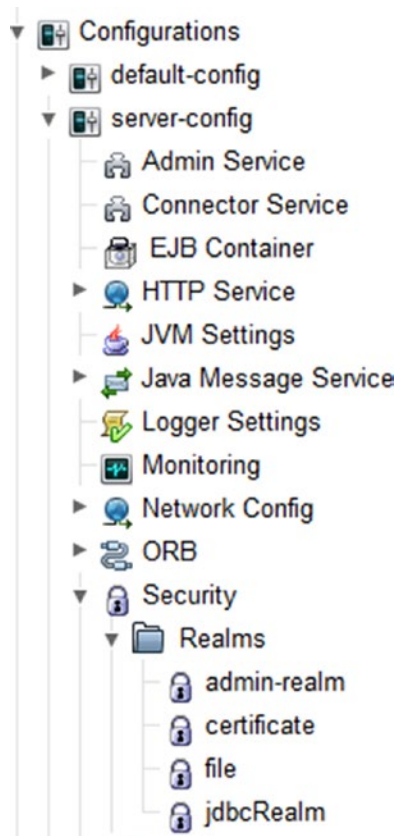 Configurations
default-config
server-config
Admin Service
Connector Service
EJB Container
HTTP Service
JVM Settings
Java Message Service
Logger Settings
Monitoring
Network Config
ORB
Security
Realms
admin-realm
certificate
file
jdbcRealm